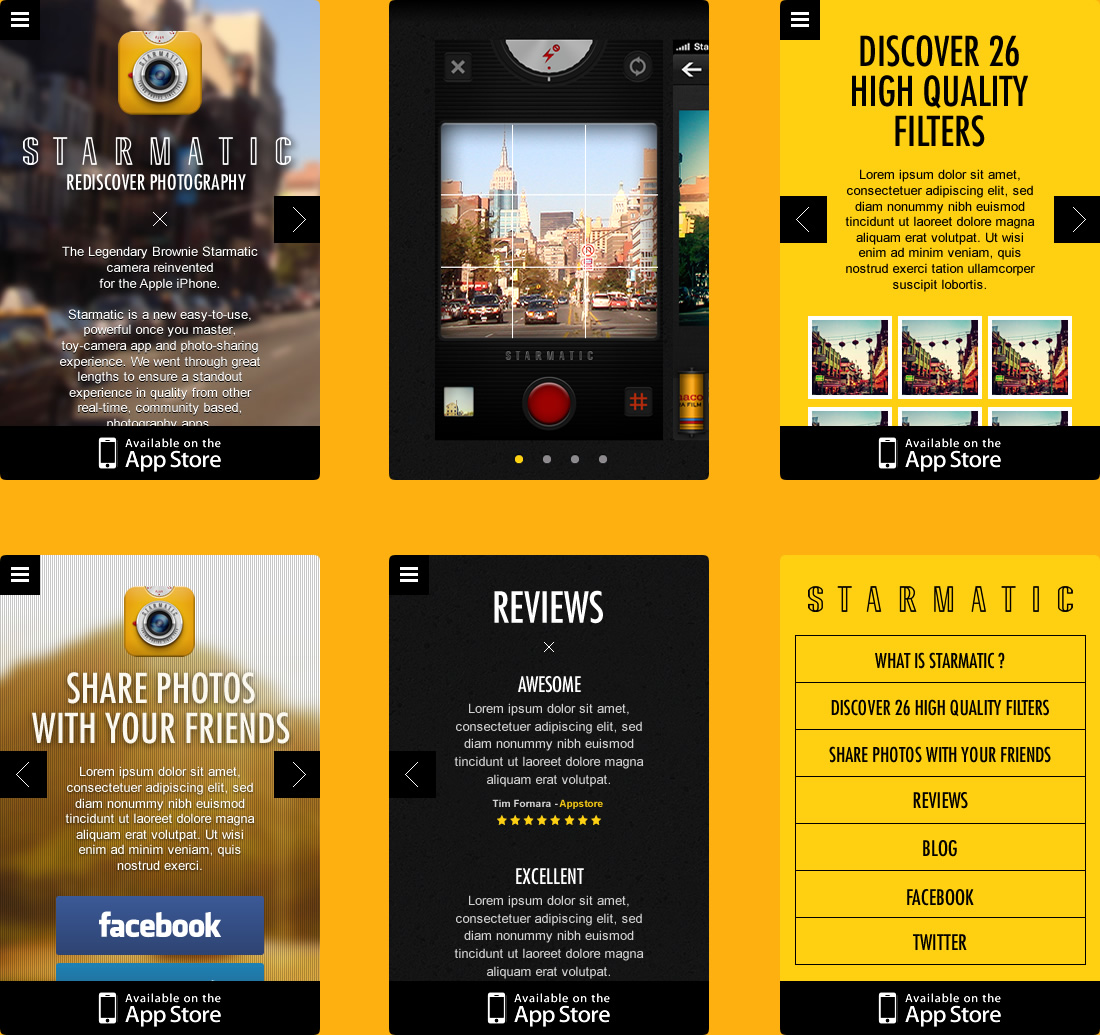 STARMATIC
STARMATIC
REDISCOVER PHOTOGRAPHY
The Legendary Brownie Starmatic
camera reinvented
for the Apple iPhone.
Starmatic is a new easy-to-use,
powerful once you master,
toy-camera app and photo-sharing
experience. We went through great
lengths to ensure a standout
experience in quality from other
real-time, community based,
photography apps
Available on the
App Store
Sta
STARMATIC
DISCOVER 26
HIGH QUALITY
FILTERS
Lorem ipsum dolor sit amet,
consectetuer adipiscing elit, sed
diam nonummy nibh euismod
tincidunt ut laoreet dolore magna
aliquam erat volutpat. Ut wisi
enim ad minim veniam, quis
nostrud exerci tation ullamcorper
suscipit lobortis.
Available on the
App Store
STARMATIC
SHARE PHOTOS
WITH YOUR FRIENDS
Lorem ipsum dolor sit amet,
consectetuer adipiscing elit, sed
diam nonummy nibh euismod
tincidunt ut laoreet dolore magna
aliquam erat volutpat. Ut wisi
enim ad minim veniam, quis
nostrud exerci.
facebook
Available on the
App Store
REVIEWS
AWESOME
Lorem ipsum dolor sit amet,
consectetuer adipiscing elit, sed
diam nonummy nibh euismod
tincidunt ut laoreet dolore magna
aliquam erat volutpat.
Tim Fornara - Appstore
EXCELLENT
Lorem ipsum dolor sit amet,
consectetuer adipiscing elit, sed
diam nonummy nibh euismod
tincidunt ut laoreet dolore magna
aliquam erat volutpat.
Available on the
App Store
STARMATIC
WHAT IS STARMATIC ?
DISCOVER 26 HIGH QUALITY FILTERS
SHARE PHOTOS WITH YOUR FRIENDS
REVIEWS
BLOG
FACEBOOK
TWITTER
Available on the
App Store